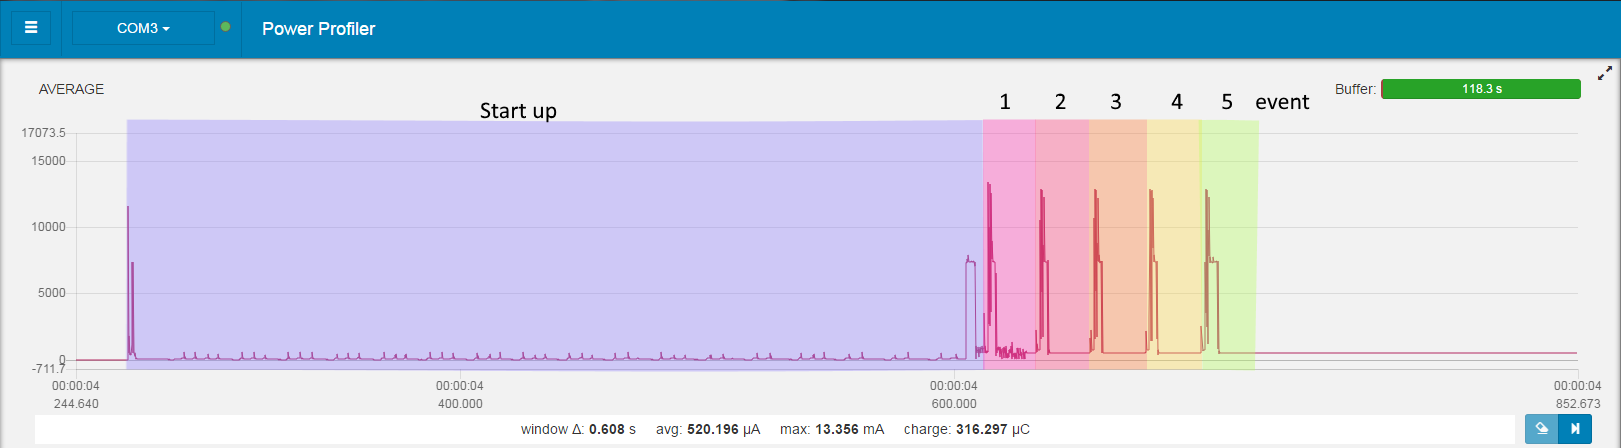 COM3 Power Profiler
AVERAGE
Buffer: 118.3 s
Start up
1 2 3 4 5 event
17073.5
15000
10000
5000
0
-711.7
00:00:04 00:00:04 00:00:04 00:00:04
244.640 400.000 600.000 852.673
window Δ: 0.608 s avg: 520.196 μA max: 13.356 mA charge: 316.297 μC